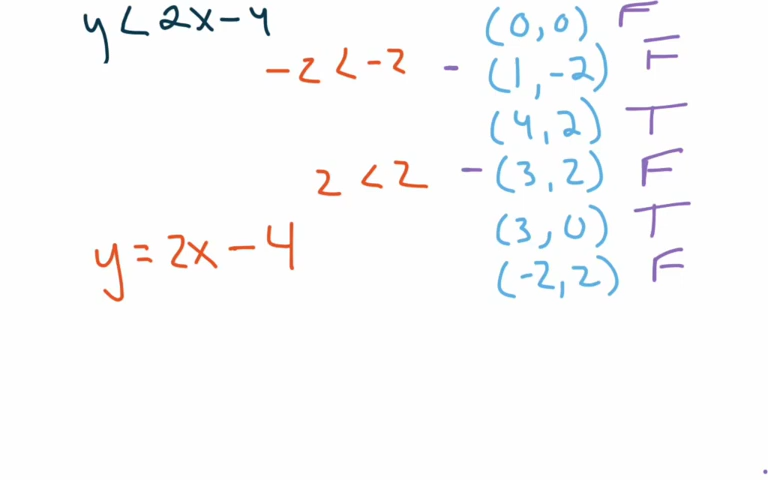 y < 2x - 4
(0, 0) F
-2 < -2 - (1, -2) F
(4, 2) T
2 < 2 - (3, 2) F
(3, 0) T
y = 2x - 4
(-2, 2) F